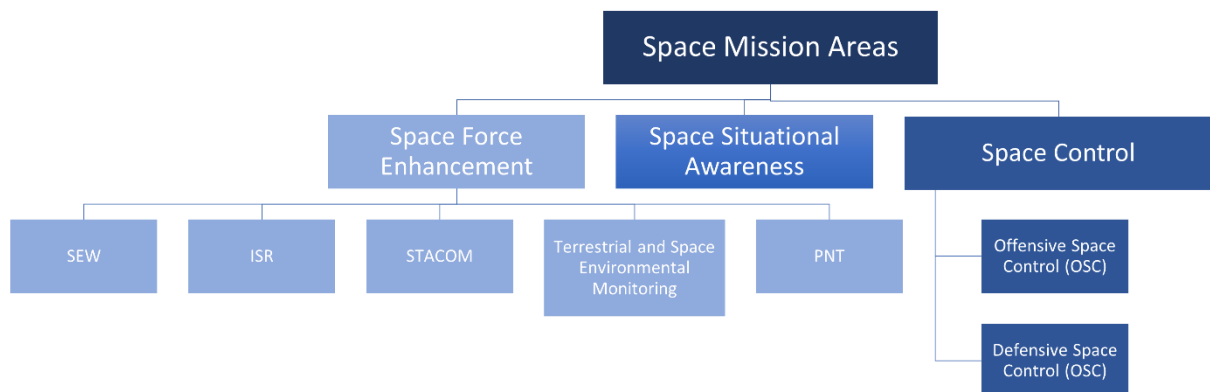 Space Mission Areas
Space Force
Enhancement
Space Situational
Awareness
Space Control
SEW
ISR
STACOM
Terrestrial and Space
Environmental
Monitoring
PNT
Offensive Space
Control (OSC)
Defensive Space
Control (OSC)